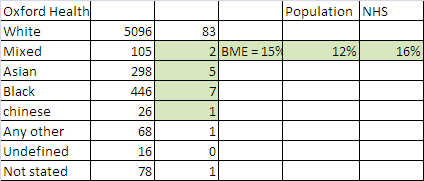 Oxford Health Population NHS
White 5096 83
Mixed 105 2 BME = 15% 12% 16%
Asian 298 5
Black 446 7
chinese 26 1
Any other 68 1
Undefined 16 0
Not stated 78 1